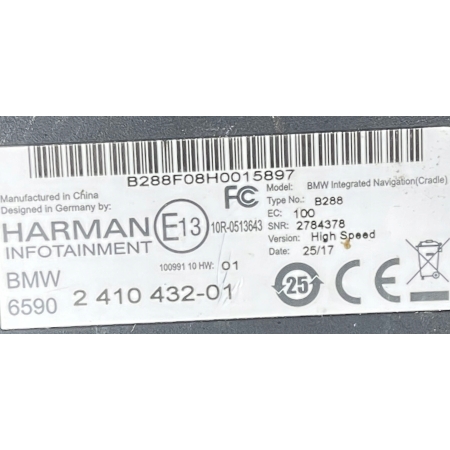 B288F08H0015897
Manufactured in China
Designed in Germany by:
HARMAN
INFOTAINMENT
E13
10R-0513643
100991 10 HW: 01
BMW
6590 2 410 432-01
FC
Model: BMW Integrated Navigation(Cradle)
Type No.: B288
EC: 100
SNR: 2784378
Version: High Speed
Date: 25/17
25
CE